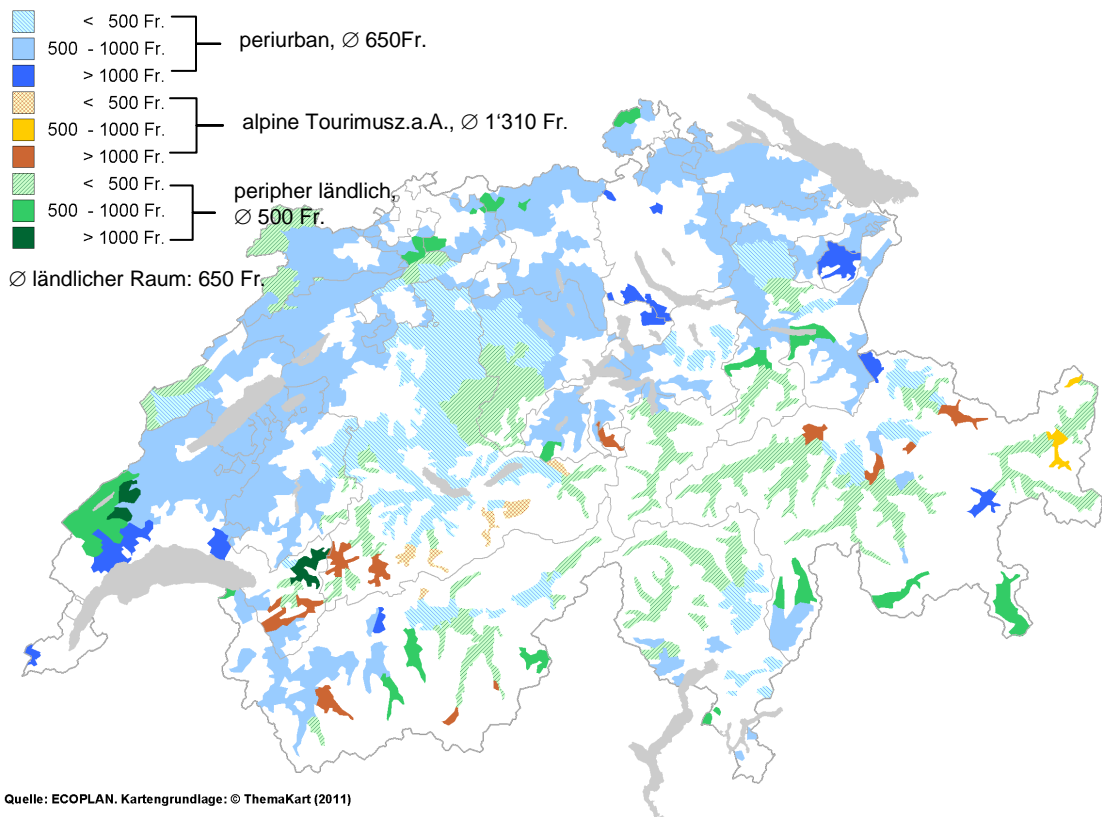 < 500 Fr.
500 - 1000 Fr.
> 1000 Fr.
periurban, ∅ 650Fr.
< 500 Fr.
500 - 1000 Fr.
> 1000 Fr.
alpine Tourimusz.a.A., ∅ 1‘310 Fr.
< 500 Fr.
500 - 1000 Fr.
> 1000 Fr.
peripher ländlich,
∅ 500 Fr.
∅ ländlicher Raum: 650 Fr.
Quelle: ECOPLAN. Kartengrundlage: © ThemaKart (2011)